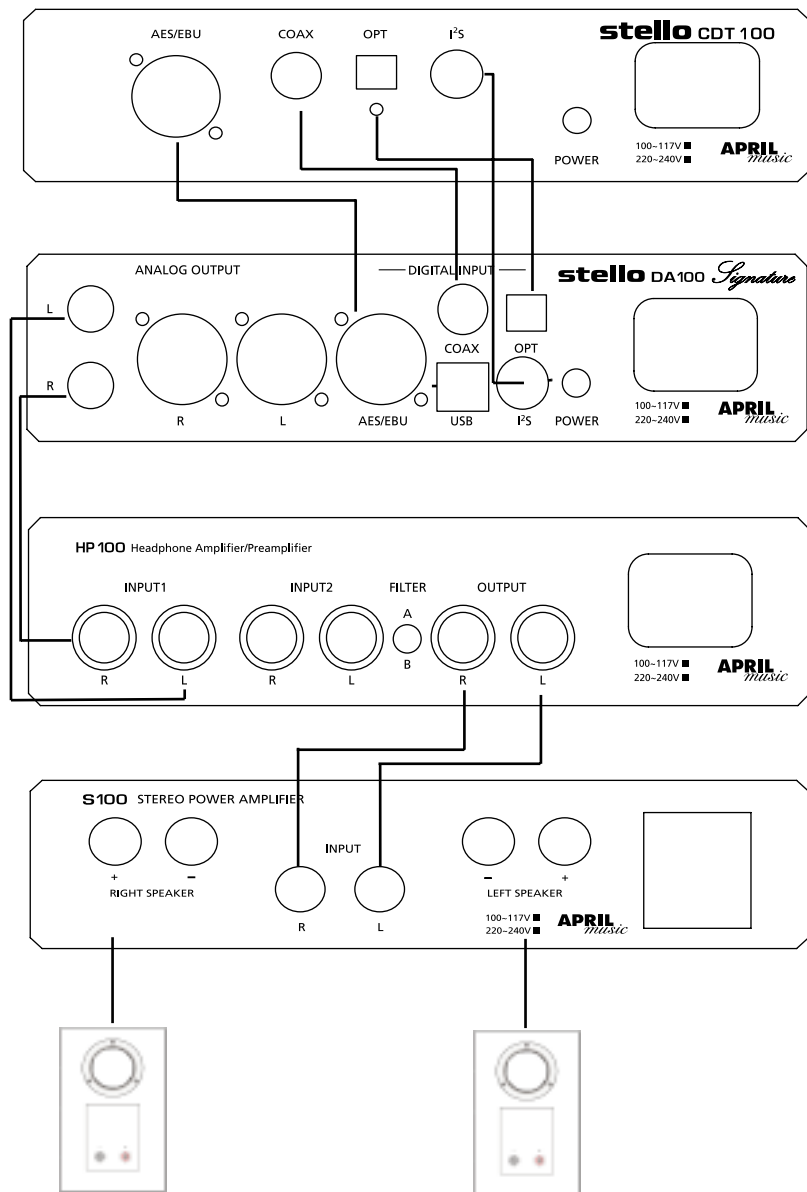 AES/EBU COAX OPT I²S stello CDT 100
POWER 100~117V ■ APRIL
220~240V ■ music
ANALOG OUTPUT DIGITAL INPUT stello DA100 Signature
L
COAX OPT
R
R L AES/EBU USB I²S POWER 100~117V ■ APRIL
220~240V ■ music
HP 100 Headphone Amplifier/Preamplifier
INPUT1 INPUT2 FILTER OUTPUT
A
B
R L R L R L
100~117V ■ APRIL
220~240V ■ music
S100 STEREO POWER AMPLIFIER
INPUT
+ – – +
RIGHT SPEAKER LEFT SPEAKER
R L
100~117V ■ APRIL
220~240V ■ music